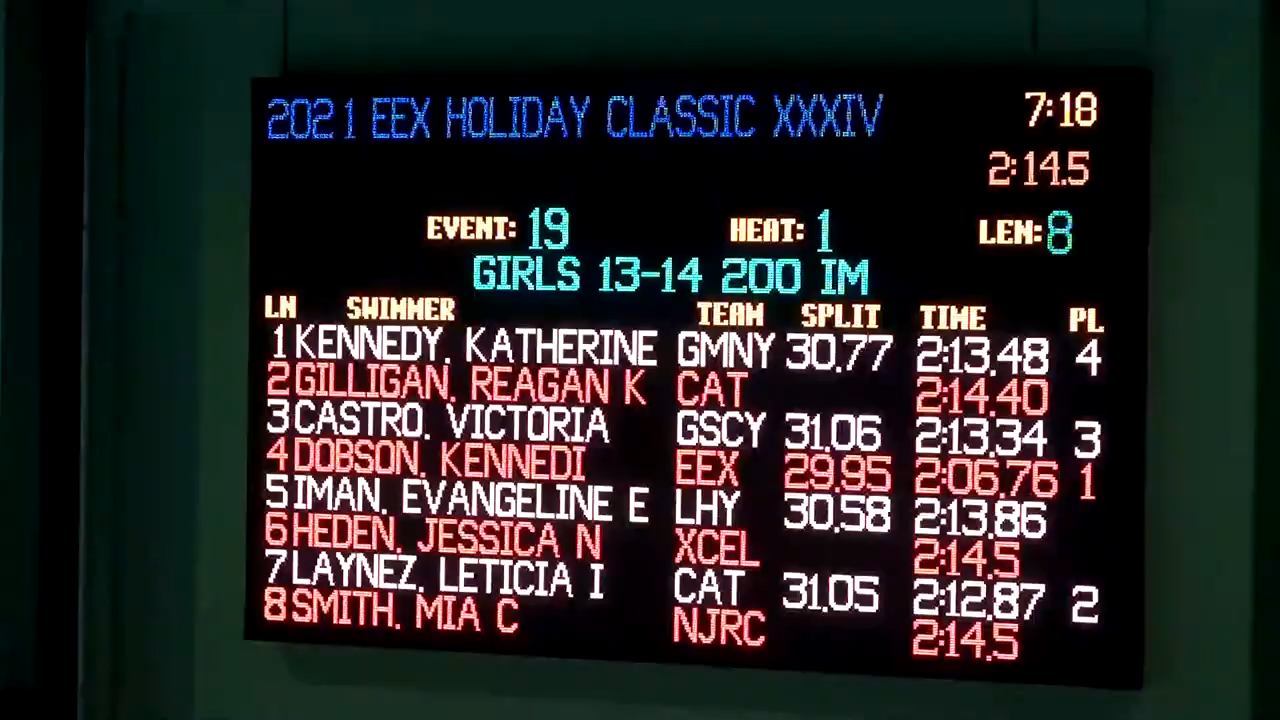 2021 EEX HOLIDAY CLASSIC XXXIV 7:18
2:14.5
EVENT: 19 HEAT: 1 LEN: 8
GIRLS 13-14 200 IM
LN SWIMMER TEAM SPLIT TIME PL
1 KENNEDY, KATHERINE GMNY 30.77 2:13.48 4
2 GILLIGAN, REAGAN K CAT 2:14.40
3 CASTRO, VICTORIA GSCY 31.06 2:13.34 3
4 DOBSON, KENNEDI EEX 29.95 2:06.76 1
5 IMAN, EVANGELINE E LHY 30.58 2:13.86
6 HEDEN, JESSICA N XCEL 2:14.5
7 LAYNEZ, LETICIA I CAT 31.05 2:12.87 2
8 SMITH, MIA C NJRC 2:14.5